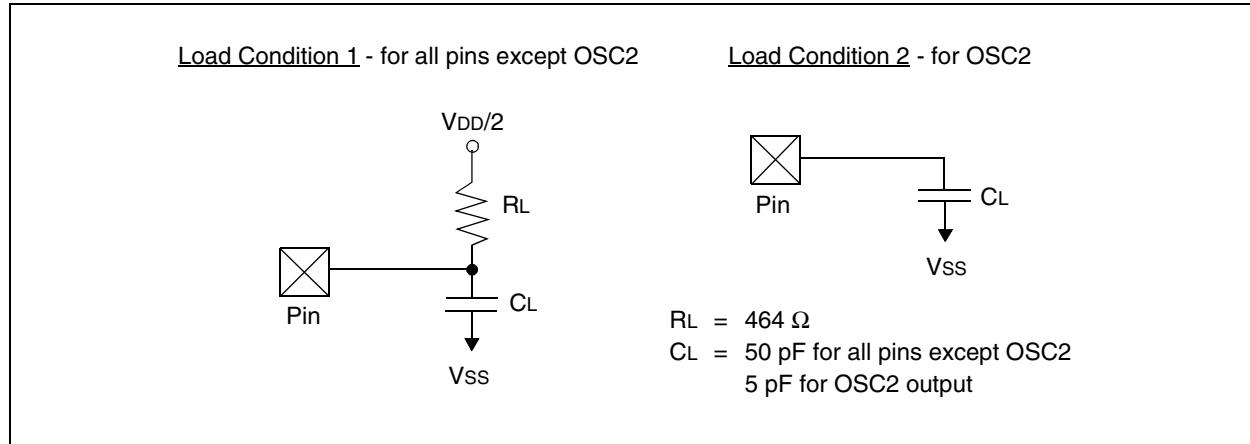 Load Condition 1 - for all pins except OSC2
VDD/2
RL
Pin
CL
VSS
Load Condition 2 - for OSC2
Pin
CL
VSS
RL = 464 Ω
CL = 50 pF for all pins except OSC2
5 pF for OSC2 output